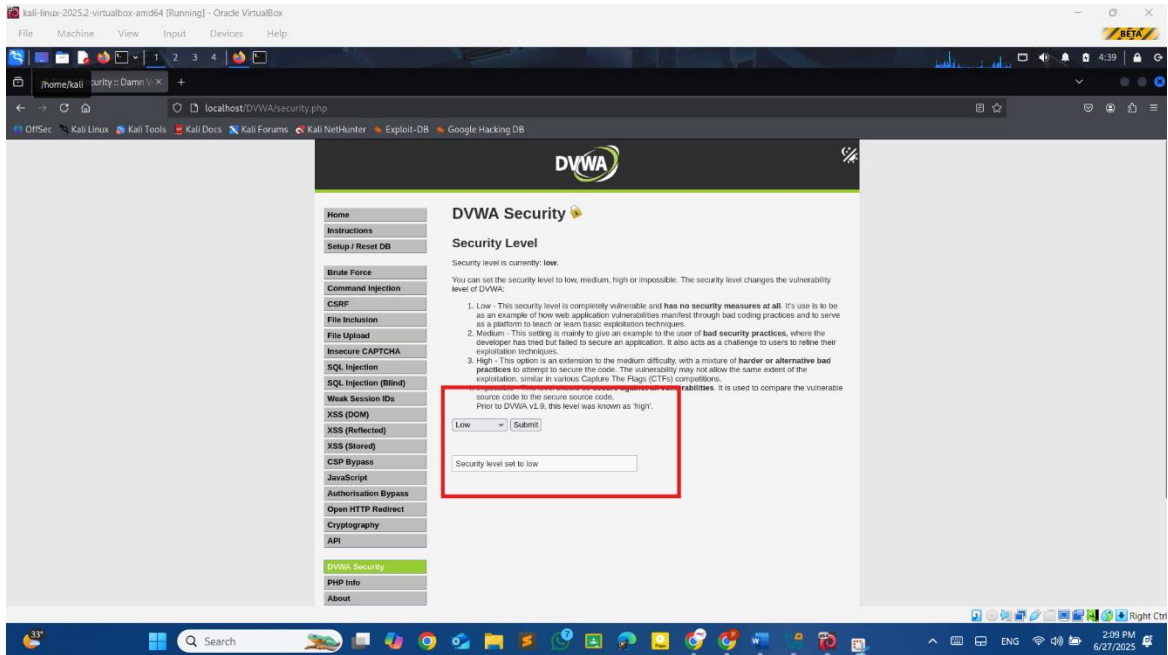 kali-linux-2025.2-virtualbox-amd64 [Running] - Oracle VirtualBox
File Machine View Input Devices Help
BETA
1 2 3 4
4:39
/home/kali
urity :: Damn V
localhost/DVWA/security.php
OffSec Kali Linux Kali Tools Kali Docs Kali Forums Kali NetHunter Exploit-DB Google Hacking DB
DVWA
Home
Instructions
Setup / Reset DB
Brute Force
Command Injection
CSRF
File Inclusion
File Upload
Insecure CAPTCHA
SQL Injection
SQL Injection (Blind)
Weak Session IDs
XSS (DOM)
XSS (Reflected)
XSS (Stored)
CSP Bypass
JavaScript
Authorisation Bypass
Open HTTP Redirect
Cryptography
API
DVWA Security
PHP Info
About
DVWA Security
Security Level
Security level is currently: low.
You can set the security level to low, medium, high or impossible. The security level changes the vulnerability
level of DVWA:
1. Low - This security level is completely vulnerable and has no security measures at all. It's use is to be
as an example of how web application vulnerabilities manifest through bad coding practices and to serve
as a platform to teach or learn basic exploitation techniques.
2. Medium - This setting is mainly to give an example to the user of bad security practices, where the
developer has tried but failed to secure an application. It also acts as a challenge to users to refine their
exploitation techniques.
3. High - This option is an extension to the medium difficulty, with a mixture of harder or alternative bad
practices to attempt to secure the code. The vulnerability may not allow the same extent of the
exploitation, similar in various Capture The Flags (CTFs) competitions.
4. Impossible - This level should be secure against all vulnerabilities. It is used to compare the vulnerable
source code to the secure source code.
Prior to DVWA v1.9, this level was known as 'high'.
Low Submit
Security level set to low
Right Ctrl
33°
Search
ENG
2:09 PM
6/27/2025